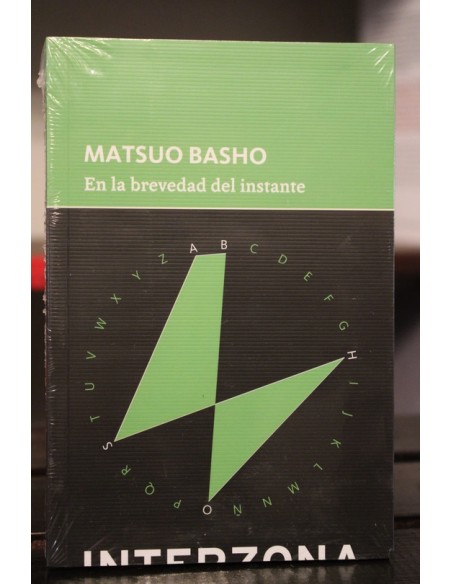 MATSUO BASHO
En la brevedad del instante
A B C D E F G H I J K L M N Ñ O P Q R S T U V W X Y Z
INTERZONA